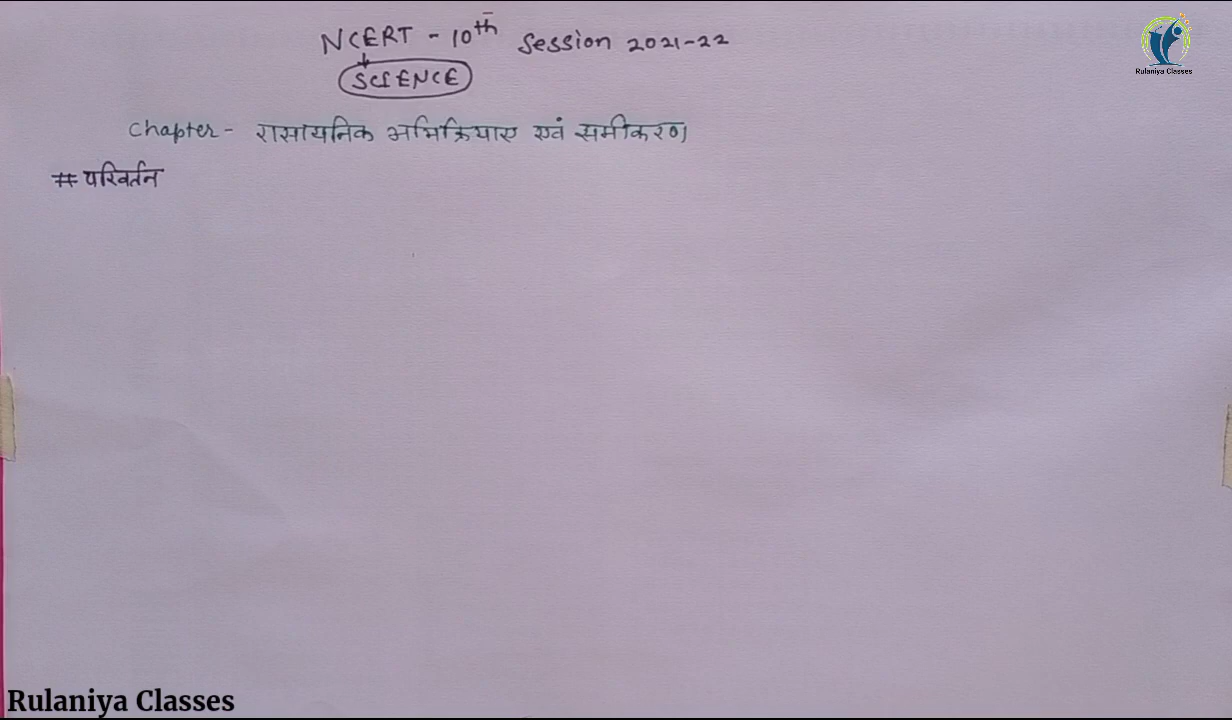 NCERT - 10th Session 2021-22
SCIENCE
Chapter - रासायनिक अभिक्रियाए एवं समीकरण
# परिवर्तन
Rulaniya Classes
Rulaniya Classes